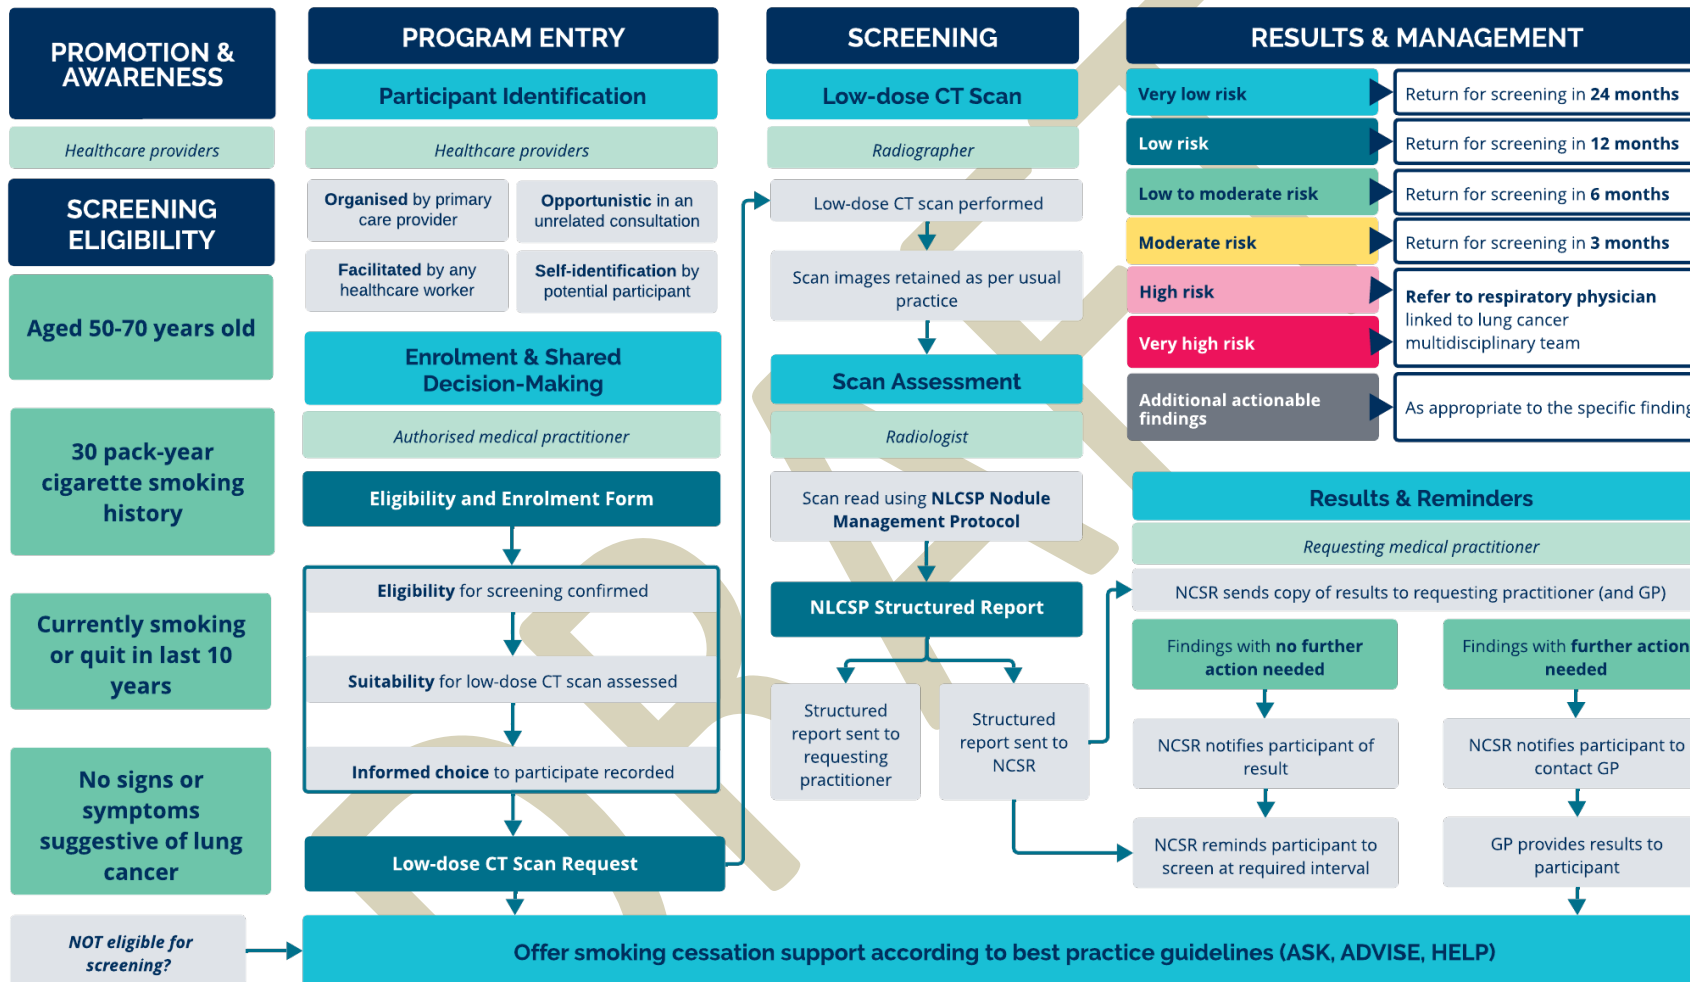 PROMOTION &
AWARENESS
Healthcare providers
SCREENING
ELIGIBILITY
Aged 50-70 years old
30 pack-year
cigarette smoking
history
Currently smoking
or quit in last 10
years
No signs or
symptoms
suggestive of lung
cancer
NOT eligible for
screening?
PROGRAM ENTRY
Participant Identification
Healthcare providers
Organised by primary
care provider
Opportunistic in an
unrelated consultation
Facilitated by any
healthcare worker
Self-identification by
potential participant
Enrolment & Shared
Decision-Making
Authorised medical practitioner
Eligibility and Enrolment Form
Eligibility for screening confirmed
Suitability for low-dose CT scan assessed
Informed choice to participate recorded
Low-dose CT Scan Request
SCREENING
Low-dose CT Scan
Radiographer
Low-dose CT scan performed
Scan images retained as per usual
practice
Scan Assessment
Radiologist
Scan read using NLCSP Nodule
Management Protocol
NLCSP Structured Report
Structured
report sent to
requesting
practitioner
Structured
report sent to
NCSR
RESULTS & MANAGEMENT
Very low risk
Return for screening in 24 months
Low risk
Return for screening in 12 months
Low to moderate risk
Return for screening in 6 months
Moderate risk
Return for screening in 3 months
High risk
Very high risk
Refer to respiratory physician
linked to lung cancer
multidisciplinary team
Additional actionable
findings
As appropriate to the specific finding
Results & Reminders
Requesting medical practitioner
NCSR sends copy of results to requesting practitioner (and GP)
Findings with no further
action needed
NCSR notifies participant of
result
NCSR reminds participant to
screen at required interval
Findings with further action
needed
NCSR notifies participant to
contact GP
GP provides results to
participant
Offer smoking cessation support according to best practice guidelines (ASK, ADVISE, HELP)
DRAFT